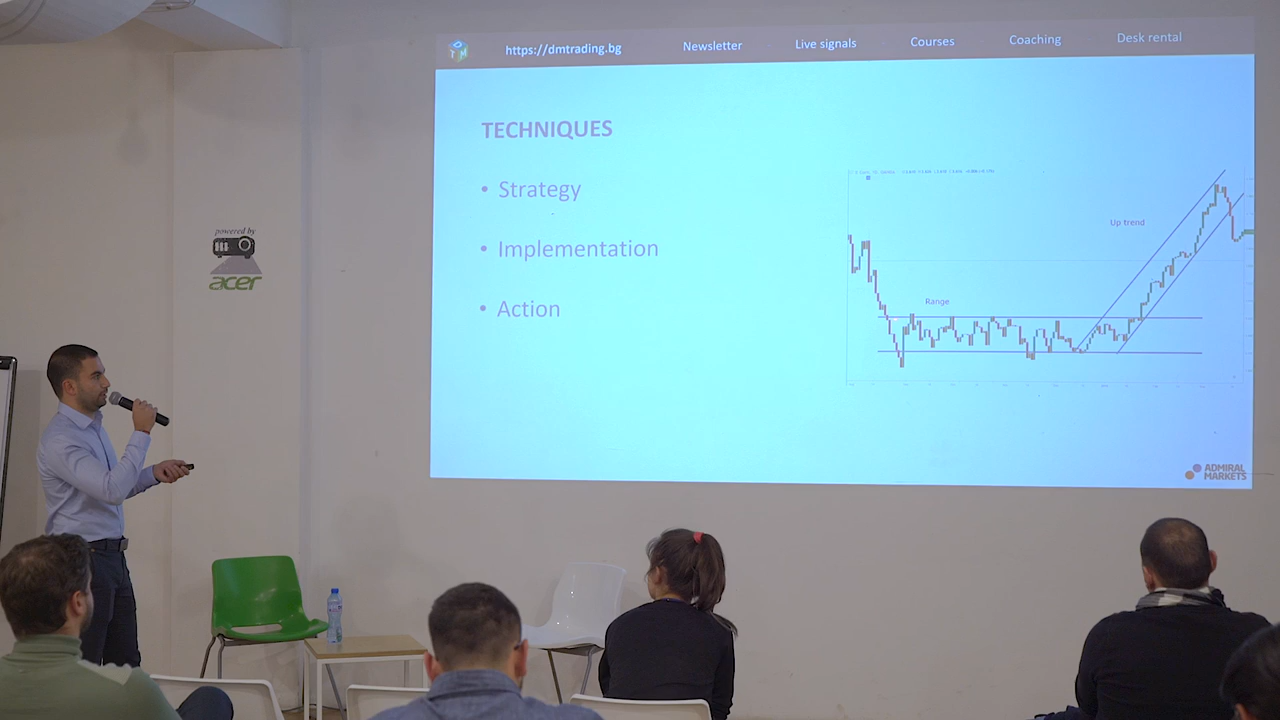 https://dmtrading.bg Newsletter Live signals Courses Coaching Desk rental
TECHNIQUES
• Strategy
• Implementation
• Action
Up trend
Range
ADMIRAL
MARKETS
powered by
acer